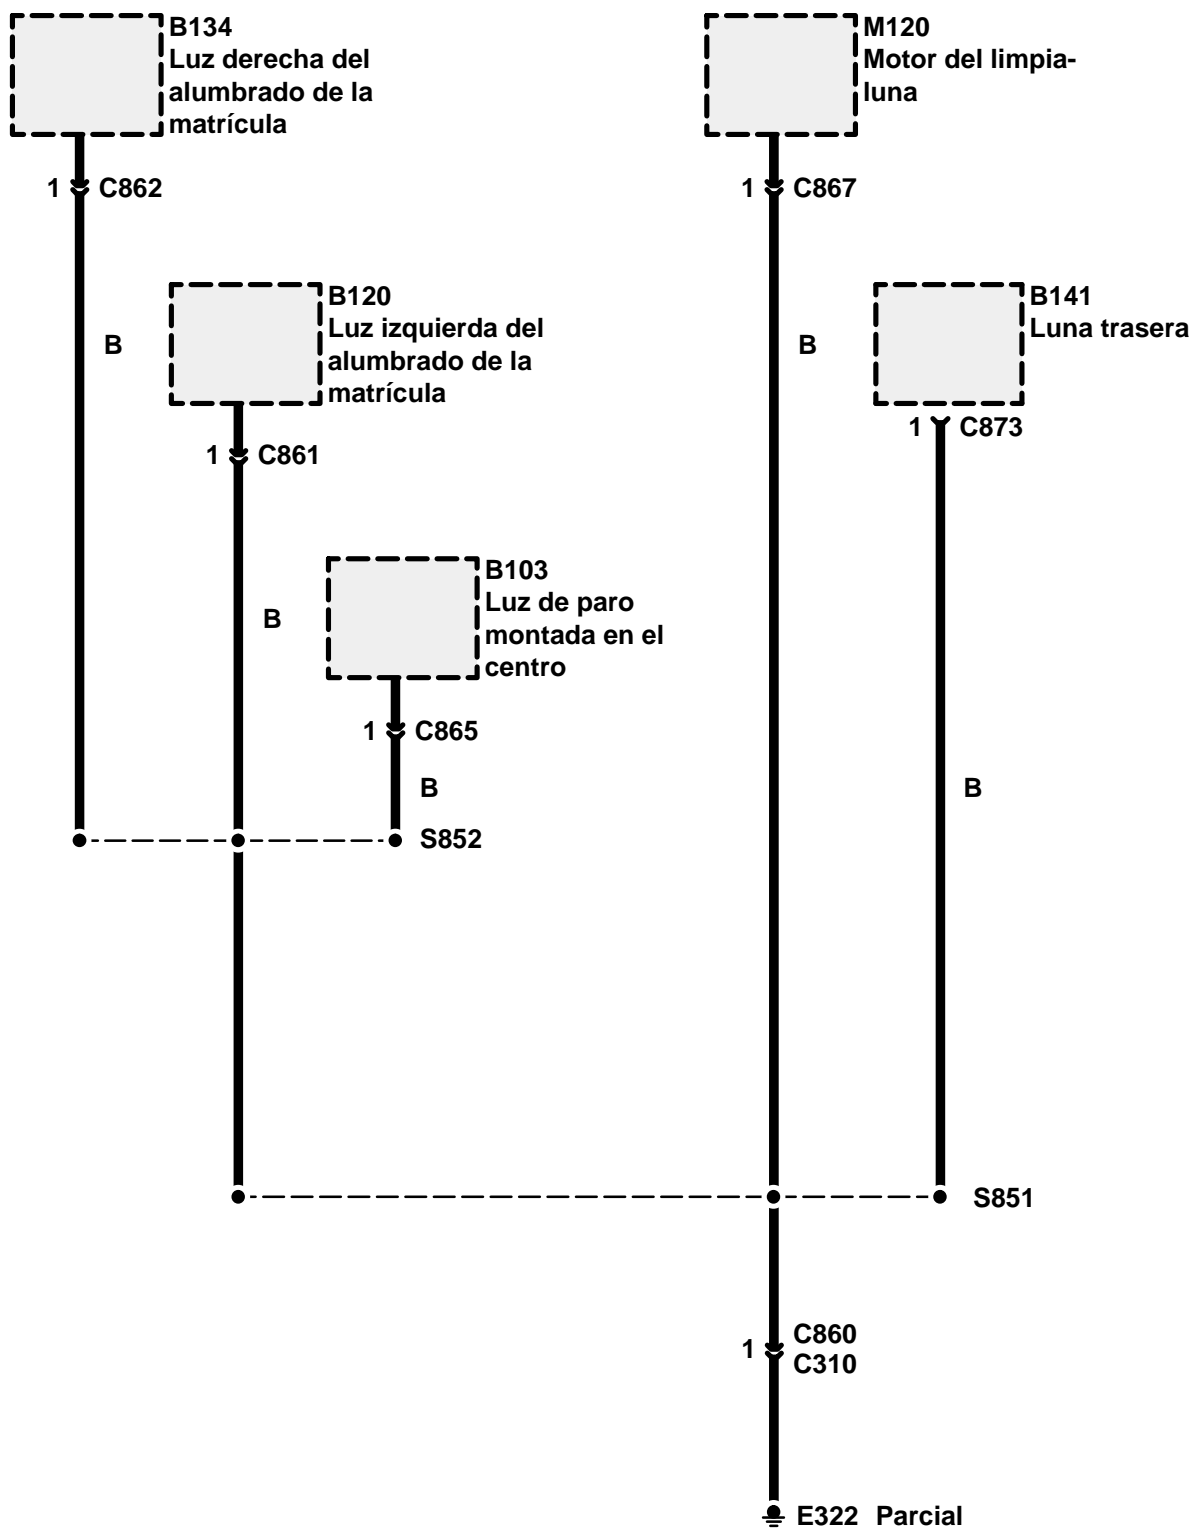 B134
Luz derecha del
alumbrado de la
matrícula
M120
Motor del limpia-
luna
1 C862
1 C867
B120
Luz izquierda del
alumbrado de la
matrícula
B141
Luna trasera
B
B
1 C873
1 C861
B103
Luz de paro
montada en el
centro
B
1 C865
B
B
S852
S851
1 C860
C310
E322 Parcial